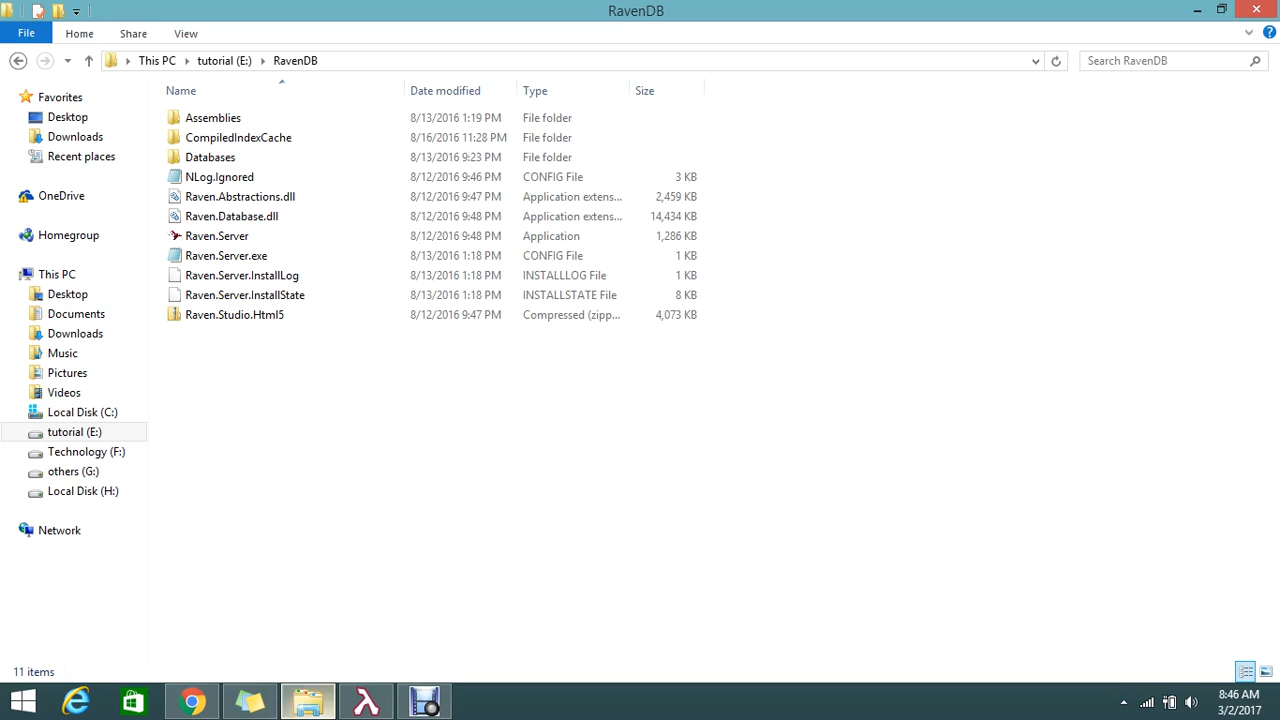 RavenDB
File Home Share View
This PC tutorial (E:) RavenDB Search RavenDB
Name Date modified Type Size
Favorites
Desktop
Downloads
Recent places
OneDrive
Homegroup
This PC
Desktop
Documents
Downloads
Music
Pictures
Videos
Local Disk (C:)
tutorial (E:)
Technology (F:)
others (G:)
Local Disk (H:)
Network
Assemblies 8/13/2016 1:19 PM File folder
CompiledIndexCache 8/16/2016 11:28 PM File folder
Databases 8/13/2016 9:23 PM File folder
NLog.Ignored 8/12/2016 9:46 PM CONFIG File 3 KB
Raven.Abstractions.dll 8/12/2016 9:47 PM Application extens... 2,459 KB
Raven.Database.dll 8/12/2016 9:48 PM Application extens... 14,434 KB
Raven.Server 8/12/2016 9:48 PM Application 1,286 KB
Raven.Server.exe 8/13/2016 1:18 PM CONFIG File 1 KB
Raven.Server.InstallLog 8/13/2016 1:18 PM INSTALLLOG File 1 KB
Raven.Server.InstallState 8/13/2016 1:18 PM INSTALLSTATE File 8 KB
Raven.Studio.Html5 8/12/2016 9:47 PM Compressed (zipp... 4,073 KB
11 items
8:46 AM
3/2/2017